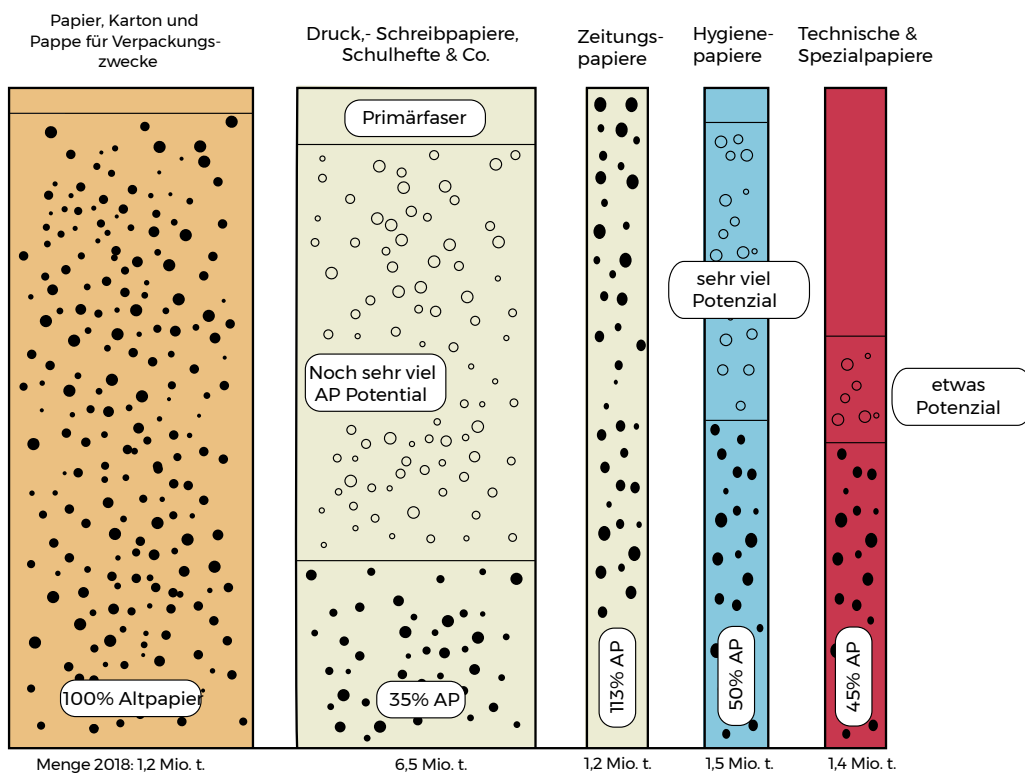 Papier, Karton und
Pappe für Verpackungs-
zwecke
Druck,- Schreibpapiere,
Schulhefte & Co.
Zeitungs-
papiere
Hygiene-
papiere
Technische &
Spezialpapiere
Primärfaser
sehr viel
Potenzial
Noch sehr viel
AP Potential
etwas
Potenzial
100% Altpapier
35% AP
113% AP
50% AP
45% AP
Menge 2018: 1,2 Mio. t.
6,5 Mio. t.
1,2 Mio. t.
1,5 Mio. t.
1,4 Mio. t.